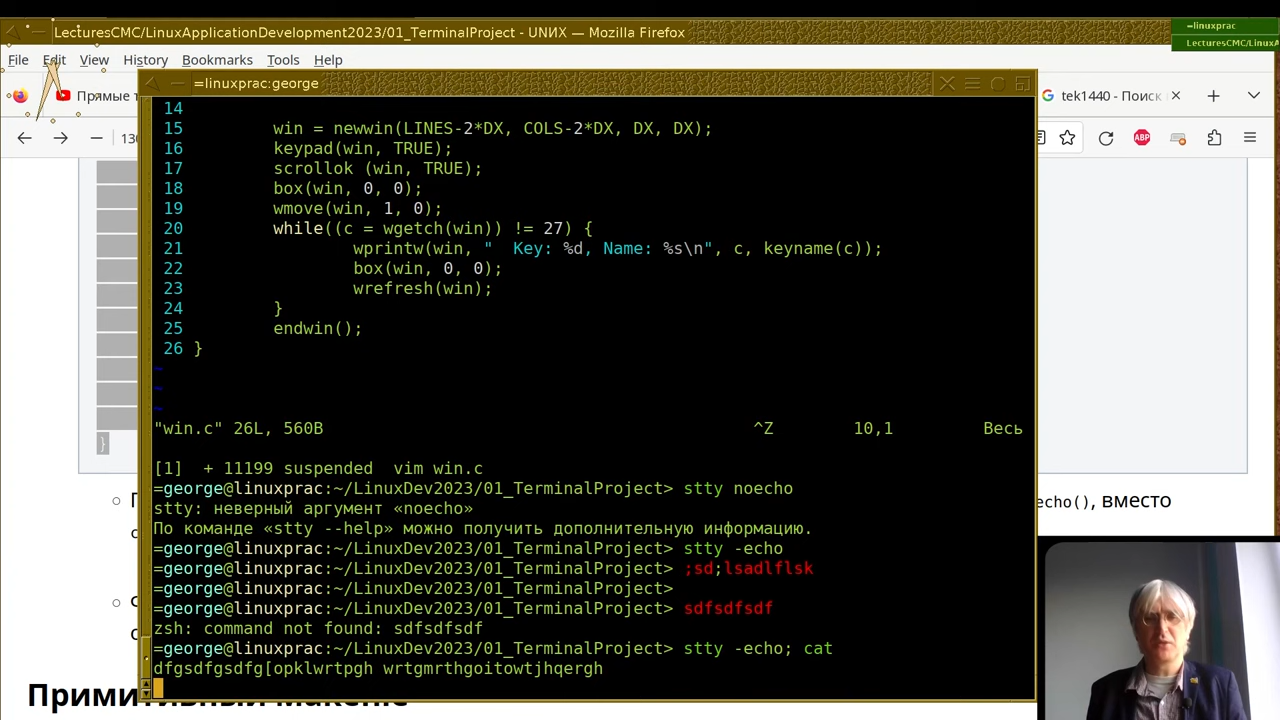 LecturesCMC/LinuxApplicationDevelopment2023/01_TerminalProject - UNИX — Mozilla Firefox
=linuxprac
LecturesCMC/LinuxA
File Edit View History Bookmarks Tools Help
=linuxprac:george
Прямые т
tek1440 - Поиск
130
ABP
14
15 win = newwin(LINES-2*DX, COLS-2*DX, DX, DX);
16 keypad(win, TRUE);
17 scrollok (win, TRUE);
18 box(win, 0, 0);
19 wmove(win, 1, 0);
20 while((c = wgetch(win)) != 27) {
21 wprintw(win, "  Key: %d, Name: %s\n", c, keyname(c));
22 box(win, 0, 0);
23 wrefresh(win);
24 }
25 endwin();
26 }
~
~
~
"win.c" 26L, 560B ^Z 10,1 Весь
[1]  + 11199 suspended  vim win.c
=george@linuxprac:~/LinuxDev2023/01_TerminalProject> stty noecho
stty: неверный аргумент «noecho»
По команде «stty --help» можно получить дополнительную информацию.
=george@linuxprac:~/LinuxDev2023/01_TerminalProject> stty -echo
=george@linuxprac:~/LinuxDev2023/01_TerminalProject> ;sd;lsadlflsk
=george@linuxprac:~/LinuxDev2023/01_TerminalProject>
=george@linuxprac:~/LinuxDev2023/01_TerminalProject> sdfsdfsdf
zsh: command not found: sdfsdfsdf
=george@linuxprac:~/LinuxDev2023/01_TerminalProject> stty -echo; cat
dfgsdfgsdfg[opklwrtpgh wrtgmrthgoitowtjhqergh
}
echo(), вместо